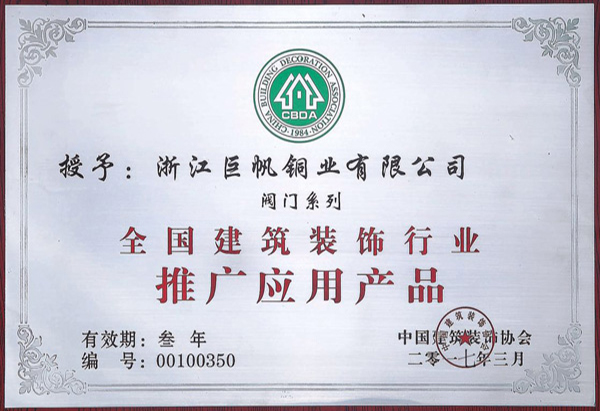 CHINA BUILDING DECORATION ASSOCIATION
CBDA
·1984·
授予：浙江巨帆铜业有限公司
阀门系列
全国建筑装饰行业
推广应用产品
有效期：叁年
编号：00100350
中国建筑装饰协会
二零一七年三月